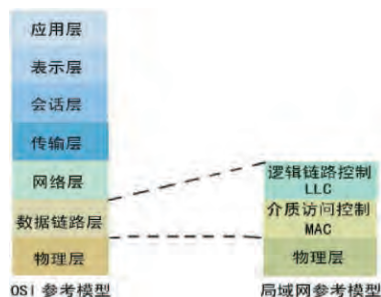 应用层
表示层
会话层
传输层
网络层
数据链路层
物理层
OSI 参考模型
逻辑链路控制
LLC
介质访问控制
MAC
物理层
局域网参考模型